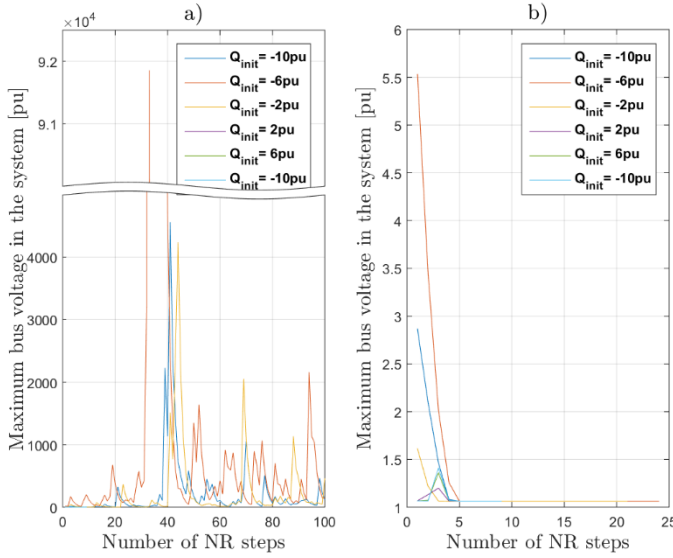 a)
×10⁴
9.2
9.1
4000
3000
2000
1000
0
0 20 40 60 80 100
Maximum bus voltage in the system [pu]
Number of NR steps
Q_init= -10pu
Q_init= -6pu
Q_init= -2pu
Q_init= 2pu
Q_init= 6pu
Q_init= -10pu
b)
6
5.5
5
4.5
4
3.5
3
2.5
2
1.5
1
0 5 10 15 20 25
Maximum bus voltage in the system [pu]
Number of NR steps
Q_init= -10pu
Q_init= -6pu
Q_init= -2pu
Q_init= 2pu
Q_init= 6pu
Q_init= -10pu